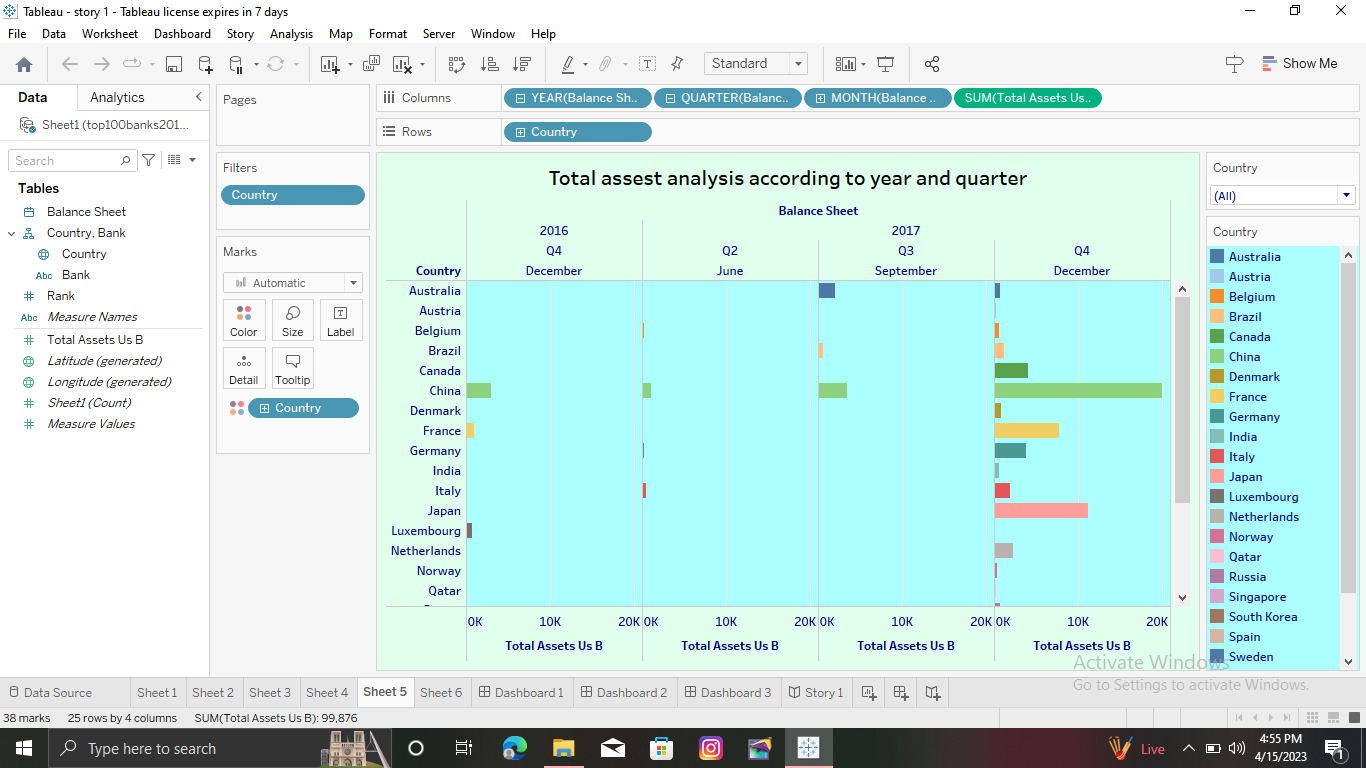 Tableau - story 1 - Tableau license expires in 7 days
File Data Worksheet Dashboard Story Analysis Map Format Server Window Help
Standard
Show Me
Data Analytics
Sheet1 (top100banks201...
Search
Tables
Balance Sheet
Country, Bank
Country
Abc Bank
Rank
Abc Measure Names
Total Assets Us B
Latitude (generated)
Longitude (generated)
Sheet1 (Count)
Measure Values
Pages
Filters
Country
Marks
Automatic
Color Size Label
Detail Tooltip
Country
Columns YEAR(Balance Sh.. QUARTER(Balanc.. MONTH(Balance .. SUM(Total Assets Us..
Rows Country
Total assest analysis according to year and quarter
Balance Sheet
2016 2017
Q4 Q2 Q3 Q4
Country December June September December
Australia
Austria
Belgium
Brazil
Canada
China
Denmark
France
Germany
India
Italy
Japan
Luxembourg
Netherlands
Norway
Qatar
0K 10K 20K 0K 10K 20K 0K 10K 20K 0K 10K 20K
Total Assets Us B Total Assets Us B Total Assets Us B Total Assets Us B
Country
(All)
Country
Australia
Austria
Belgium
Brazil
Canada
China
Denmark
France
Germany
India
Italy
Japan
Luxembourg
Netherlands
Norway
Qatar
Russia
Singapore
South Korea
Spain
Sweden
Activate Windows
Go to Settings to activate Windows.
Data Source Sheet 1 Sheet 2 Sheet 3 Sheet 4 Sheet 5 Sheet 6 Dashboard 1 Dashboard 2 Dashboard 3 Story 1
38 marks 25 rows by 4 columns SUM(Total Assets Us B): 99,876
Type here to search
Live
4:55 PM
4/15/2023
1